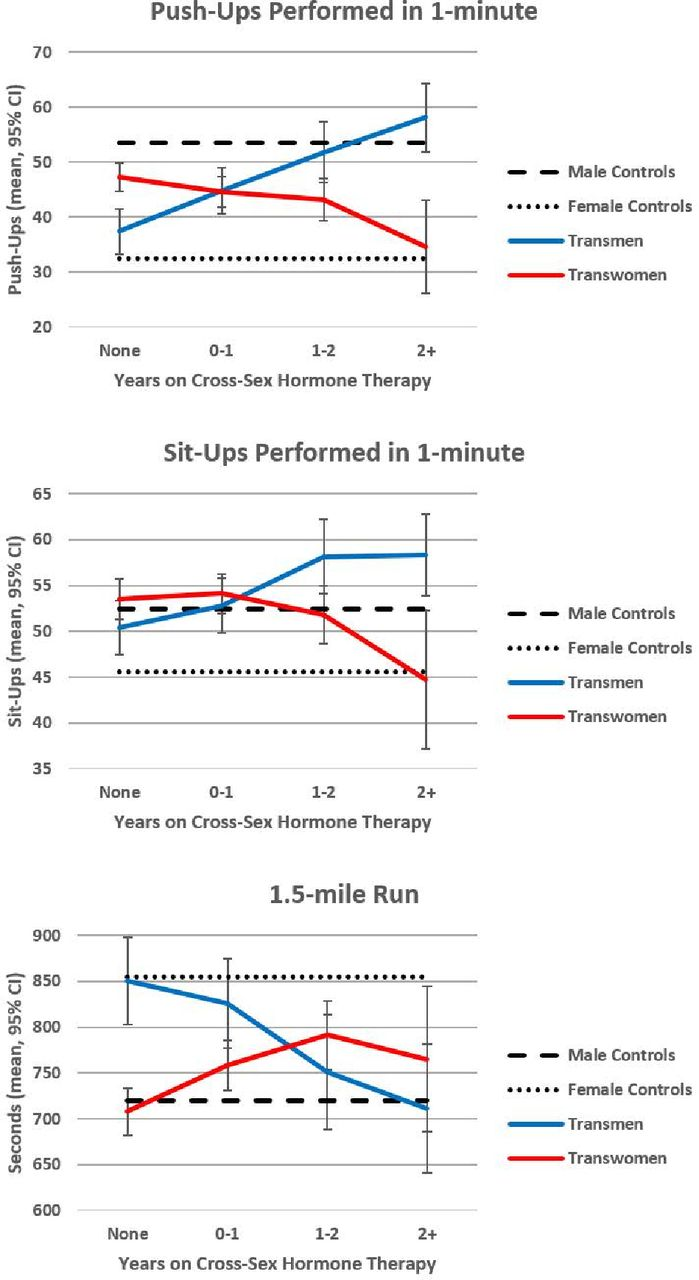 Push-Ups Performed in 1-minute
Push-Ups (mean, 95% CI)
70
60
50
40
30
20
None 0-1 1-2 2+
Years on Cross-Sex Hormone Therapy
Male Controls
Female Controls
Transmen
Transwomen
Sit-Ups Performed in 1-minute
Sit-Ups (mean, 95% CI)
65
60
55
50
45
40
35
None 0-1 1-2 2+
Years on Cross-Sex Hormone Therapy
Male Controls
Female Controls
Transmen
Transwomen
1.5-mile Run
Seconds (mean, 95% CI)
900
850
800
750
700
650
600
None 0-1 1-2 2+
Years on Cross-Sex Hormone Therapy
Male Controls
Female Controls
Transmen
Transwomen